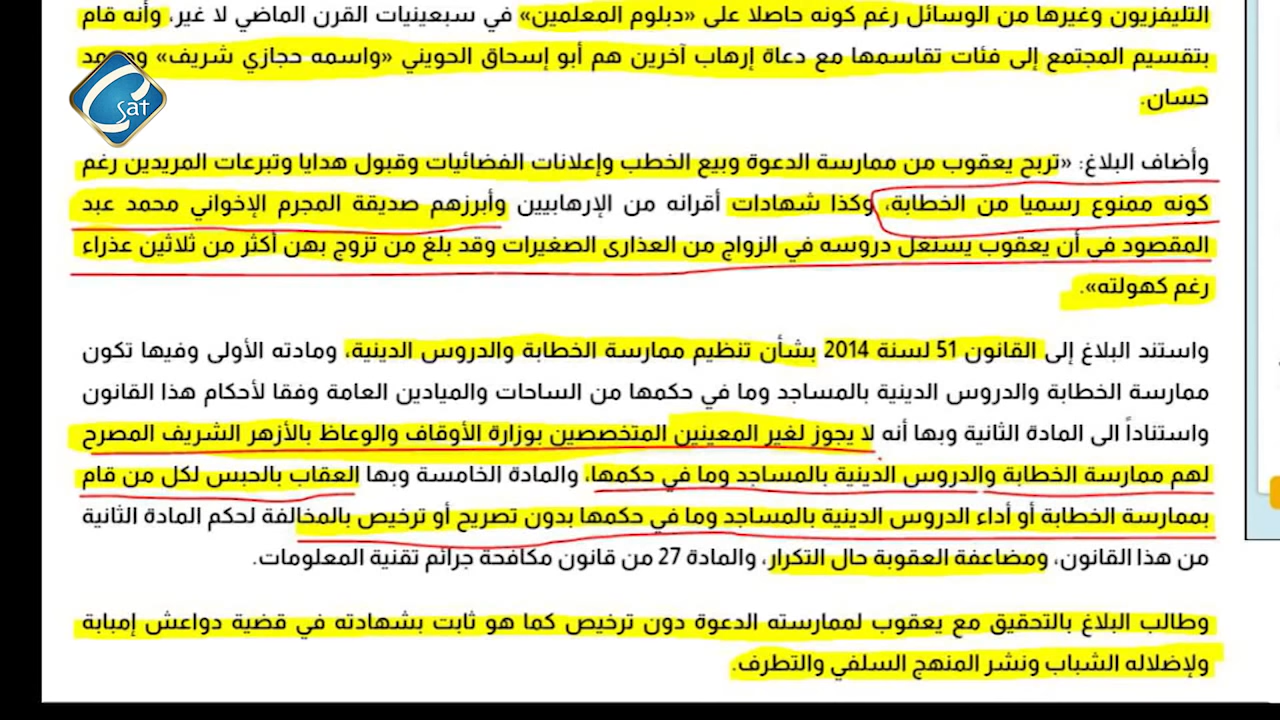 التليفزيون وغيرها من الوسائل رغم كونه حاصلا على «دبلوم المعلمين» في سبعينيات القرن الماضي لا غير، وأنه قام
بتقسيم المجتمع إلى فئات تقاسمها مع دعاة إرهاب آخرين هم أبو إسحاق الحويني «واسمه حجازي شريف»
حسان.
Csat
وأضاف البلاغ: «تربح يعقوب من ممارسة الدعوة وبيع الخطب وإعلانات الفضائيات وقبول هدايا وتبرعات المريدين رغم
كونه ممنوع رسميا من الخطابة، وكذا شهادات أقرانه من الإرهابيين وأبرزهم صديقة المجرم الإخواني محمد عبد
المقصود في أن يعقوب يستغل دروسه في الزواج من العذارى الصغيرات وقد بلغ من تزوج بهن أكثر من ثلاثين عذراء
رغم كهولته».
واستند البلاغ إلى القانون 51 لسنة 2014 بشأن تنظيم ممارسة الخطابة والدروس الدينية، ومادته الأولى وفيها تكون
ممارسة الخطابة والدروس الدينية بالمساجد وما في حكمها من الساحات والميادين العامة وفقا لأحكام هذا القانون
واستناداً الى المادة الثانية وبها أنه لا يجوز لغير المعينين المتخصصين بوزارة الأوقاف والوعاظ بالأزهر الشريف المصرح
لهم ممارسة الخطابة والدروس الدينية بالمساجد وما في حكمها، والمادة الخامسة وبها العقاب بالحبس لكل من قام
بممارسة الخطابة أو أداء الدروس الدينية بالمساجد وما في حكمها بدون تصريح أو ترخيص بالمخالفة لحكم المادة الثانية
من هذا القانون، ومضاعفة العقوبة حال التكرار، والمادة 27 من قانون مكافحة جرائم تقنية المعلومات.
وطالب البلاغ بالتحقيق مع يعقوب لممارسته الدعوة دون ترخيص كما هو ثابت بشهادته في قضية دواعش إمبابة
ولإضلاله الشباب ونشر المنهج السلفي والتطرف.